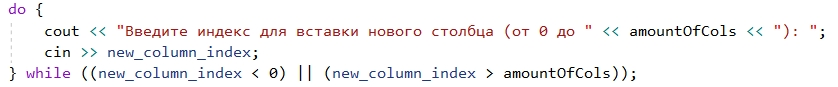 do {
    cout << "Введите индекс для вставки нового столбца (от 0 до " << amountOfCols << "): ";
    cin >> new_column_index;
} while ((new_column_index < 0) || (new_column_index > amountOfCols));